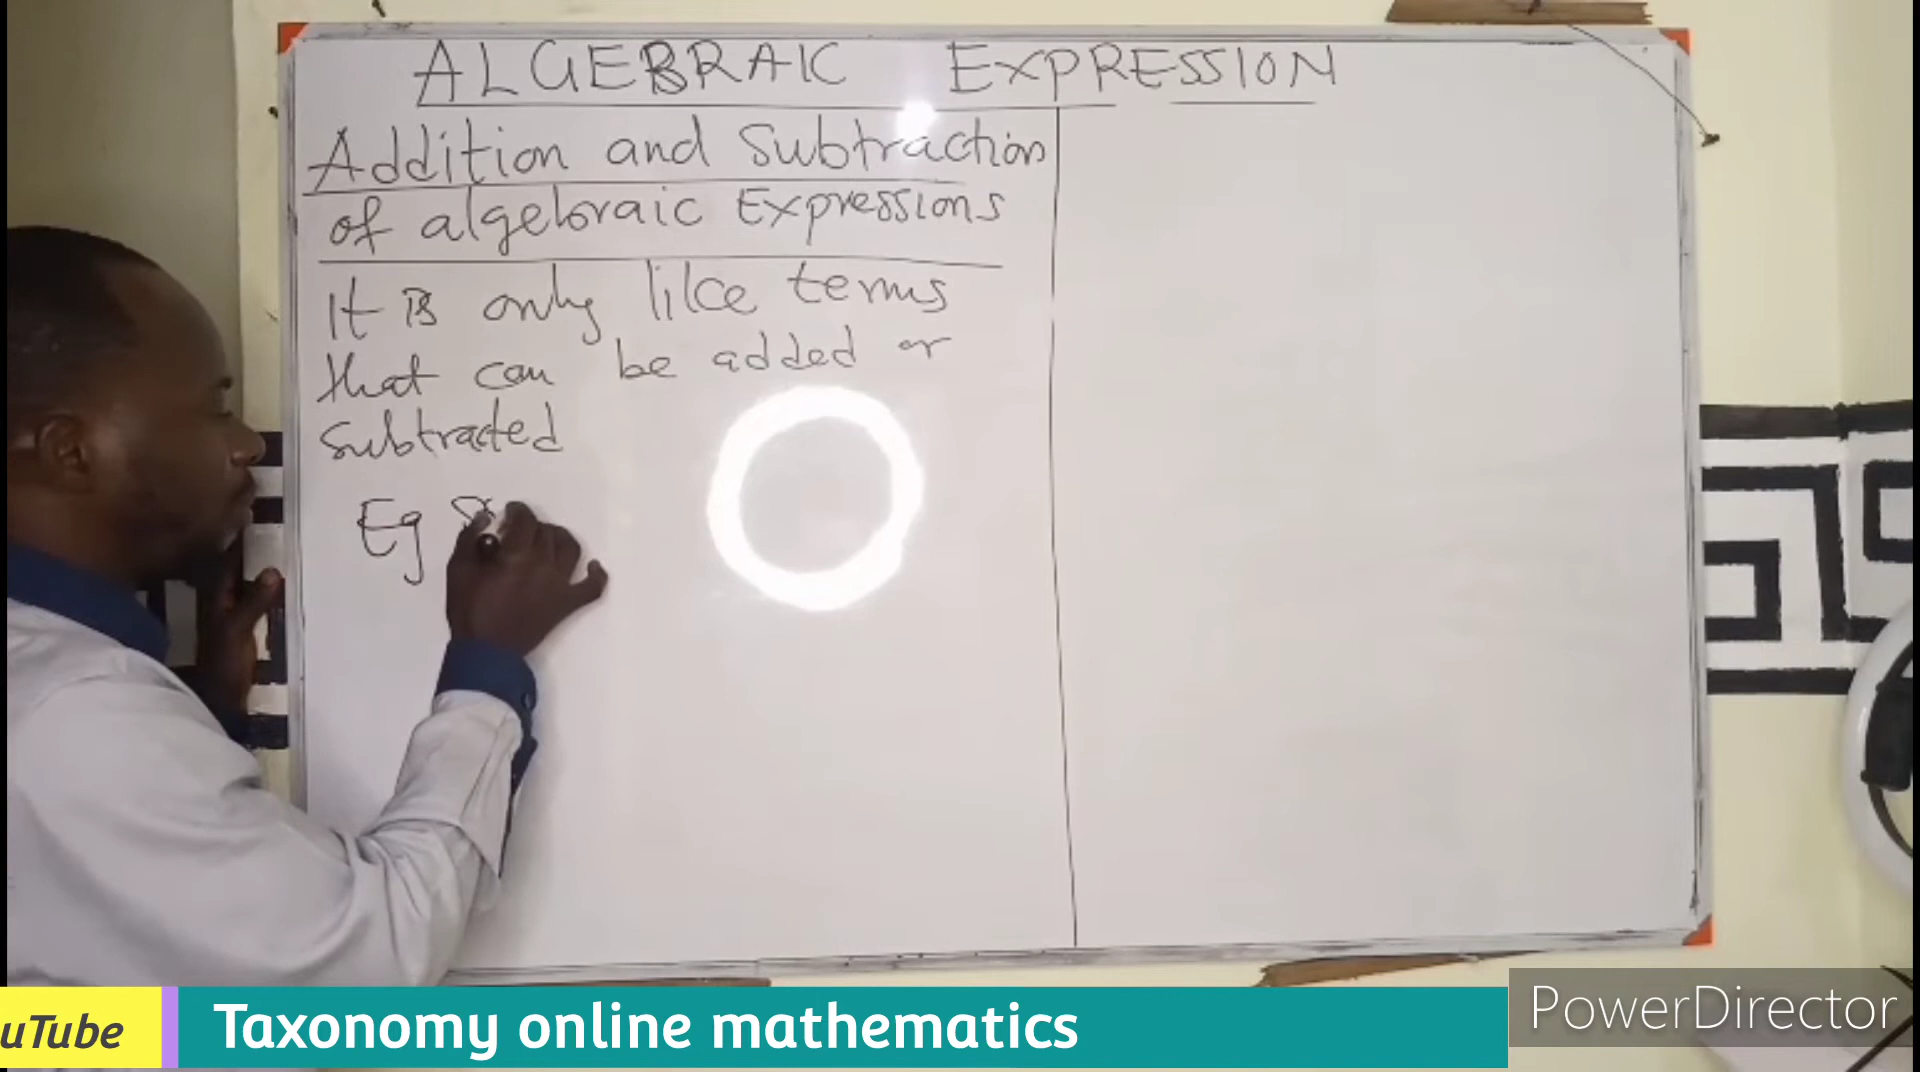 ALGEBRAIC EXPRESSION
Addition and Subtraction
of algebraic Expressions
It is only like terms
that can be added or
subtracted
Eg
uTube
Taxonomy online mathematics
PowerDirector